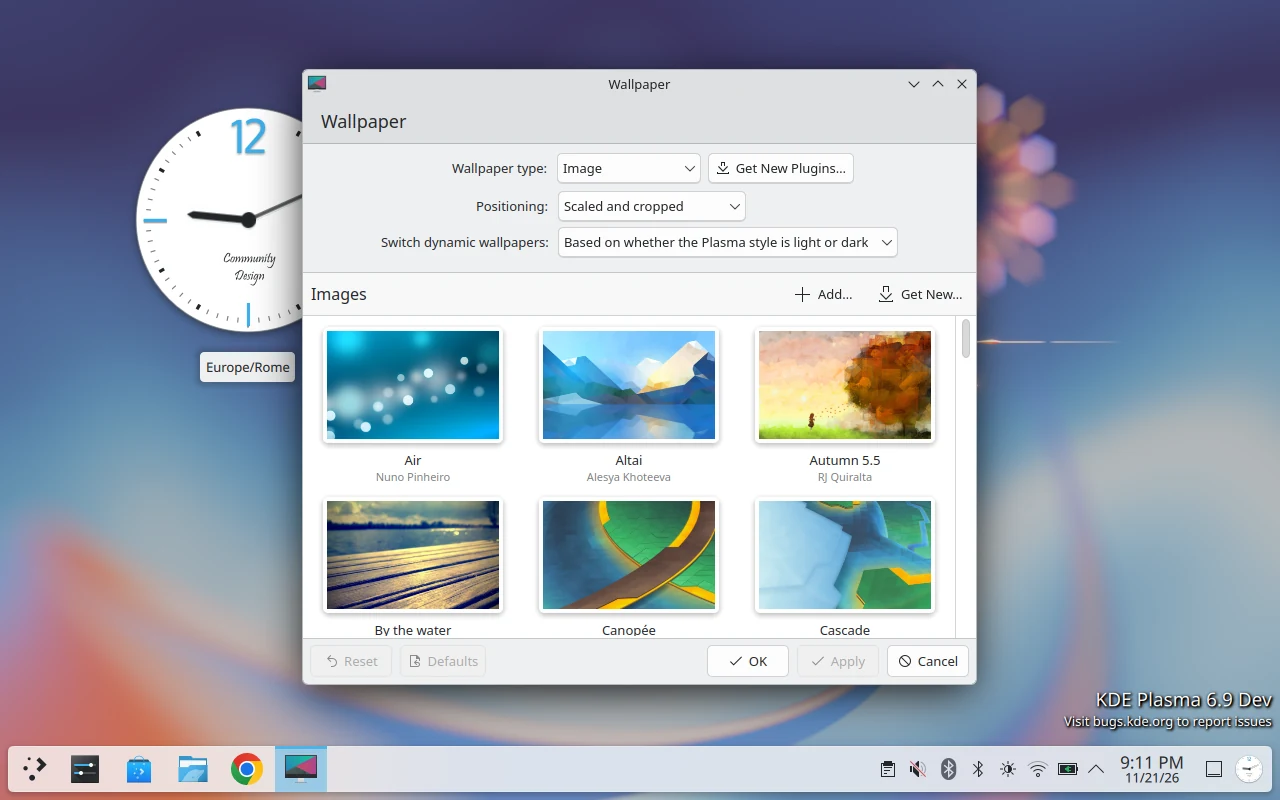 Wallpaper
Wallpaper
Wallpaper type:
Image
Get New Plugins...
Positioning:
Scaled and cropped
Switch dynamic wallpapers:
Based on whether the Plasma style is light or dark
Images
Add...
Get New...
Air
Nuno Pinheiro
Altai
Alesya Khoteeva
Autumn 5.5
RJ Quiralta
By the water
Canopée
Cascade
Reset
Defaults
OK
Apply
Cancel
12
Community
Design
Europe/Rome
KDE Plasma 6.9 Dev
Visit bugs.kde.org to report issues
9:11 PM
11/21/26